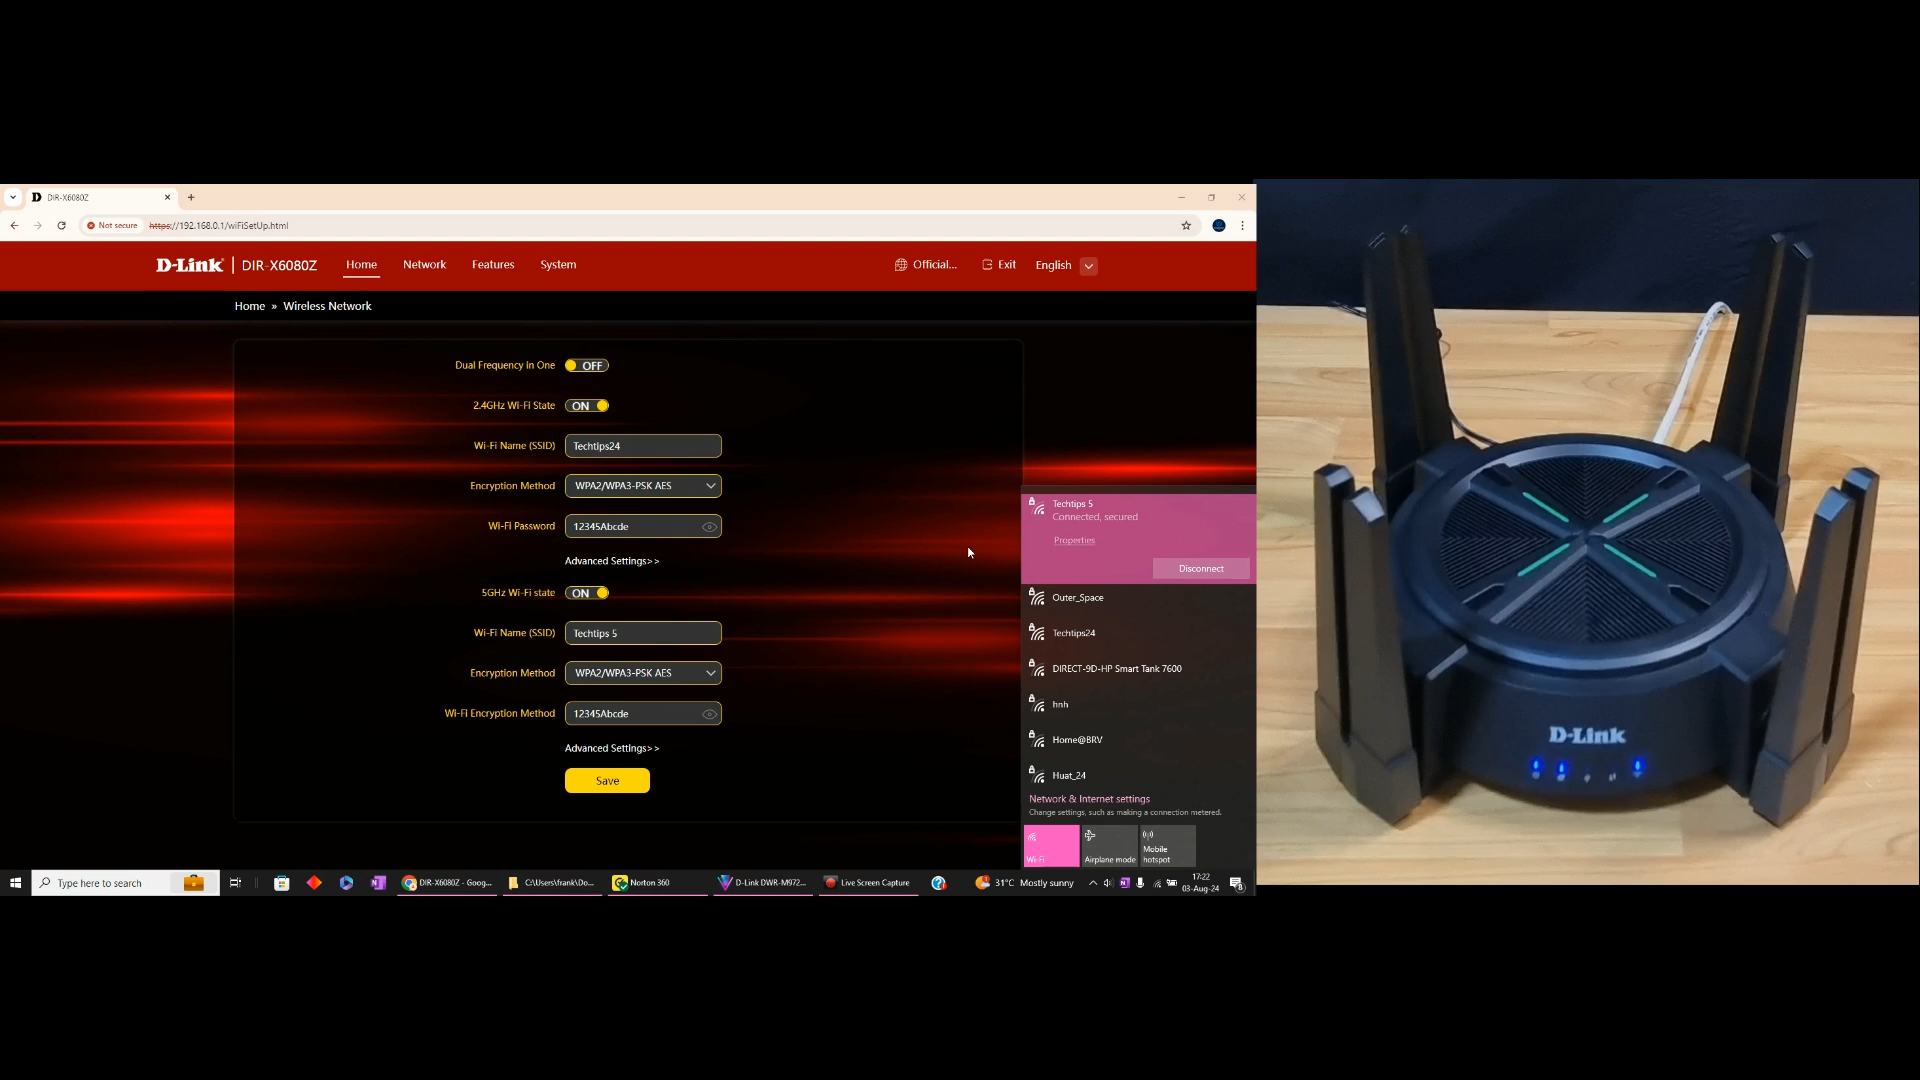 DIR-X6080Z
Not secure https://192.168.0.1/wiFiSetUp.html
D-Link DIR-X6080Z Home Network Features System Official... Exit English
Home » Wireless Network
Dual Frequency in One OFF
2.4GHz Wi-Fi State ON
Wi-Fi Name (SSID) Techtips24
Encryption Method WPA2/WPA3-PSK AES
Wi-Fi Password 12345Abcde
Advanced Settings>>
5GHz Wi-Fi state ON
Wi-Fi Name (SSID) Techtips 5
Encryption Method WPA2/WPA3-PSK AES
Wi-Fi Encryption Method 12345Abcde
Advanced Settings>>
Save
Techtips 5
Connected, secured
Properties
Disconnect
Outer_Space
Techtips24
DIRECT-9D-HP Smart Tank 7600
hnh
Home@BRV
Huat_24
Network & Internet settings
Change settings, such as making a connection metered.
Wi-Fi
Airplane mode
Mobile
hotspot
Type here to search
DIR-X6080Z - Goog...
C:\Users\frank\Do...
Norton 360
D-Link DWR-M972...
Live Screen Capture
31°C Mostly sunny
17:22
03-Aug-24
8
D-Link